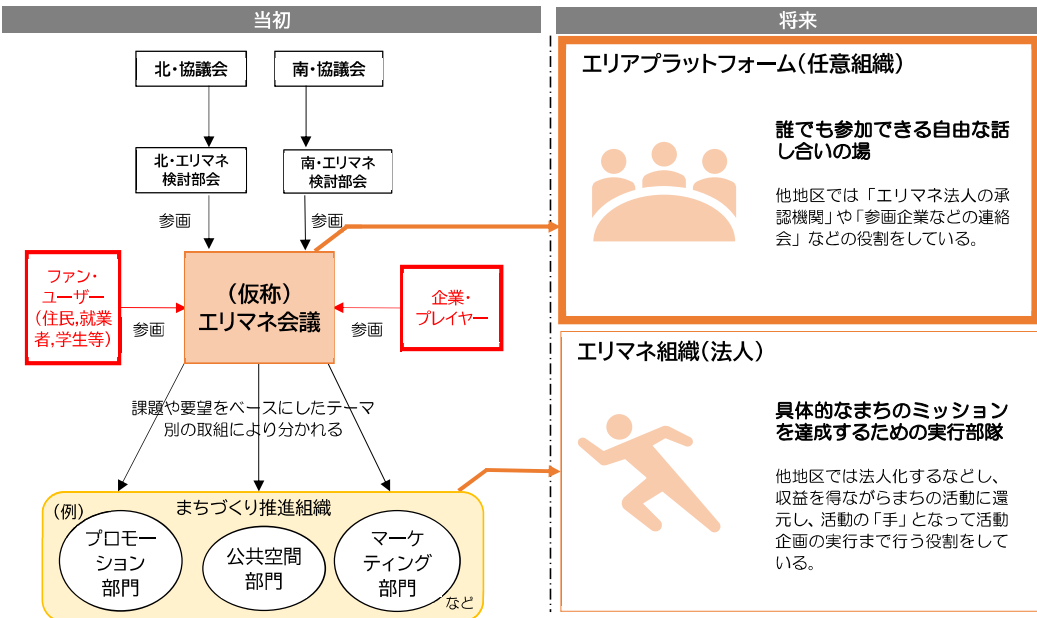 当初
北・協議会
南・協議会
北・エリマネ
検討部会
南・エリマネ
検討部会
参画
参画
ファン・
ユーザー
（住民,就業
者,学生等）
参画
（仮称）
エリマネ会議
参画
企業・
プレイヤー
課題や要望をベースにしたテーマ
別の取組により分かれる
まちづくり推進組織
（例）
プロモー
ション
部門
公共空間
部門
マーケ
ティング
部門
など
将来
エリアプラットフォーム（任意組織）
誰でも参加できる自由な話
し合いの場
他地区では「エリマネ法人の承
認機関」や「参画企業などの連絡
会」などの役割をしている。
エリマネ組織（法人）
具体的なまちのミッション
を達成するための実行部隊
他地区では法人化するなどし、
収益を得ながらまちの活動に還
元し、活動の「手」となって活動
企画の実行まで行う役割をして
いる。